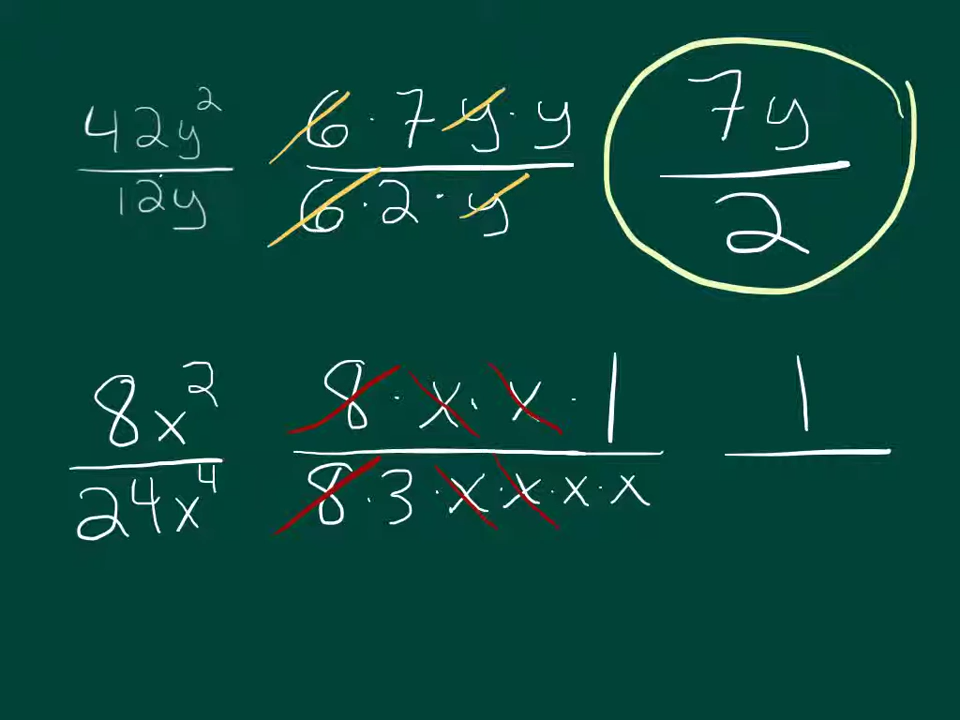 42y² / 12y   6 · 7 y · y / 6 · 2 · y   7y / 2
8x² / 24x⁴   8 · x · x · 1 / 8 · 3 · x · x · x · x   1 /